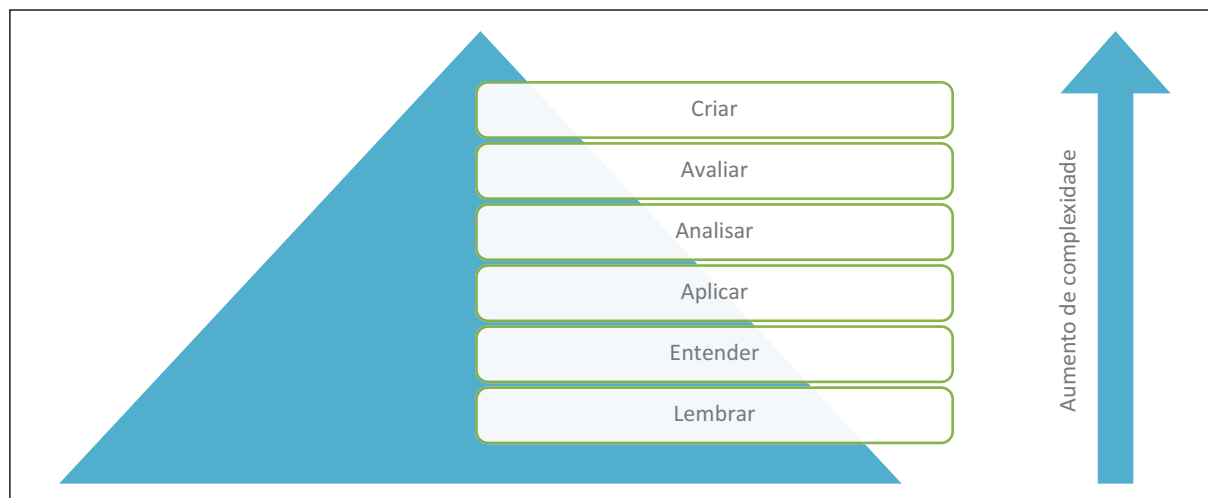 Criar
Avaliar
Analisar
Aplicar
Entender
Lembrar
Aumento de complexidade